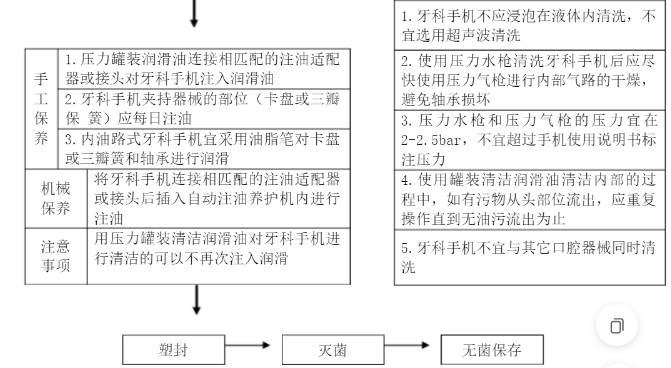 手
工
保
养
1. 压力罐装润滑油连接相匹配的注油适配
器或接头对牙科手机注入润滑油
2. 牙科手机夹持器械的部位（卡盘或三瓣
保 簧）应每日注油
3. 内油路式牙科手机宜采用油脂笔对卡盘
或三瓣簧和轴承进行润滑
机械
保养
将牙科手机连接相匹配的注油适配器
或接头后插入自动注油养护机内进行
注油
注意
事项
用压力罐装清洁润滑油对牙科手机进
行清洁的可以不再次注入润滑
1. 牙科手机不应浸泡在液体内清洗，不
宜选用超声波清洗
2. 使用压力水枪清洗牙科手机后应尽
快使用压力气枪进行内部气路的干燥，
避免轴承损坏
3. 压力水枪和压力气枪的压力宜在
2-2.5bar，不宜超过手机使用说明书标
注压力
4. 使用罐装清洁润滑油清洁内部的过
程中，如有污物从头部位流出，应重复
操作直到无油污流出为止
5. 牙科手机不宜与其它口腔器械同时清
洗
塑封
灭菌
无菌保存